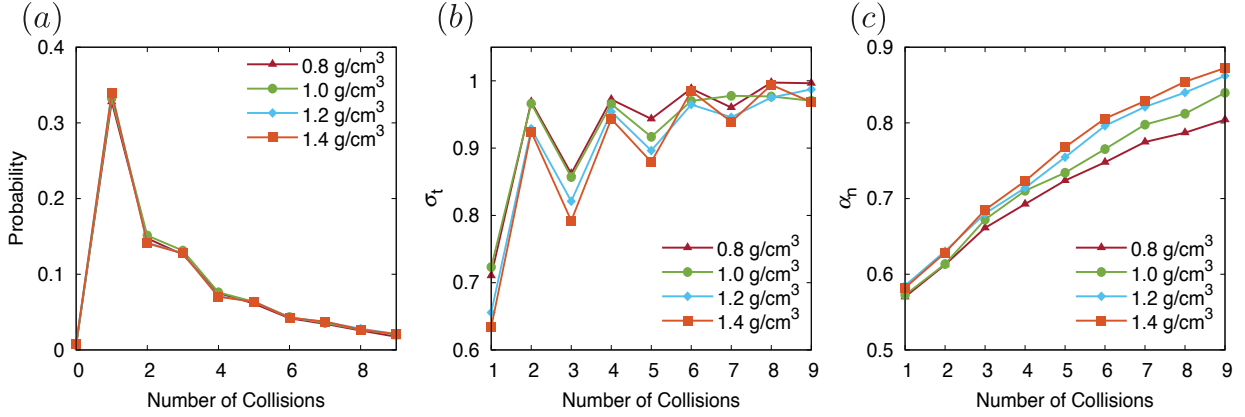 (a)
0.4
0.3
0.2
0.1
0
0 2 4 6 8
Probability
Number of Collisions
0.8 g/cm³
1.0 g/cm³
1.2 g/cm³
1.4 g/cm³
(b)
1
0.9
0.8
0.7
0.6
1 2 3 4 5 6 7 8 9
σt
Number of Collisions
0.8 g/cm³
1.0 g/cm³
1.2 g/cm³
1.4 g/cm³
(c)
0.9
0.8
0.7
0.6
0.5
1 2 3 4 5 6 7 8 9
αn
Number of Collisions
0.8 g/cm³
1.0 g/cm³
1.2 g/cm³
1.4 g/cm³